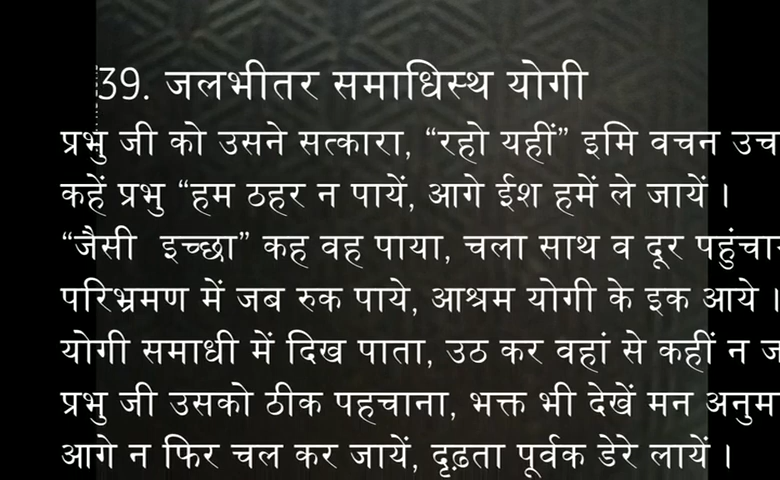 39. जलभीतर समाधिस्थ योगी
प्रभु जी को उसने सत्कारा, “रहो यहीं” इमि वचन
कहें प्रभु “हम ठहर न पायें, आगे ईश हमें ले जायें ।
“जैसी इच्छा” कह वह पाया, चला साथ व दूर
परिभ्रमण में जब रुक पाये, आश्रम योगी के इक आये ।
योगी समाधी में दिख पाता, उठ कर वहां से कहीं न
प्रभु जी उसको ठीक पहचाना, भक्त भी देखें मन
आगे न फिर चल कर जायें, दृढ़ता पूर्वक डेरे लायें ।